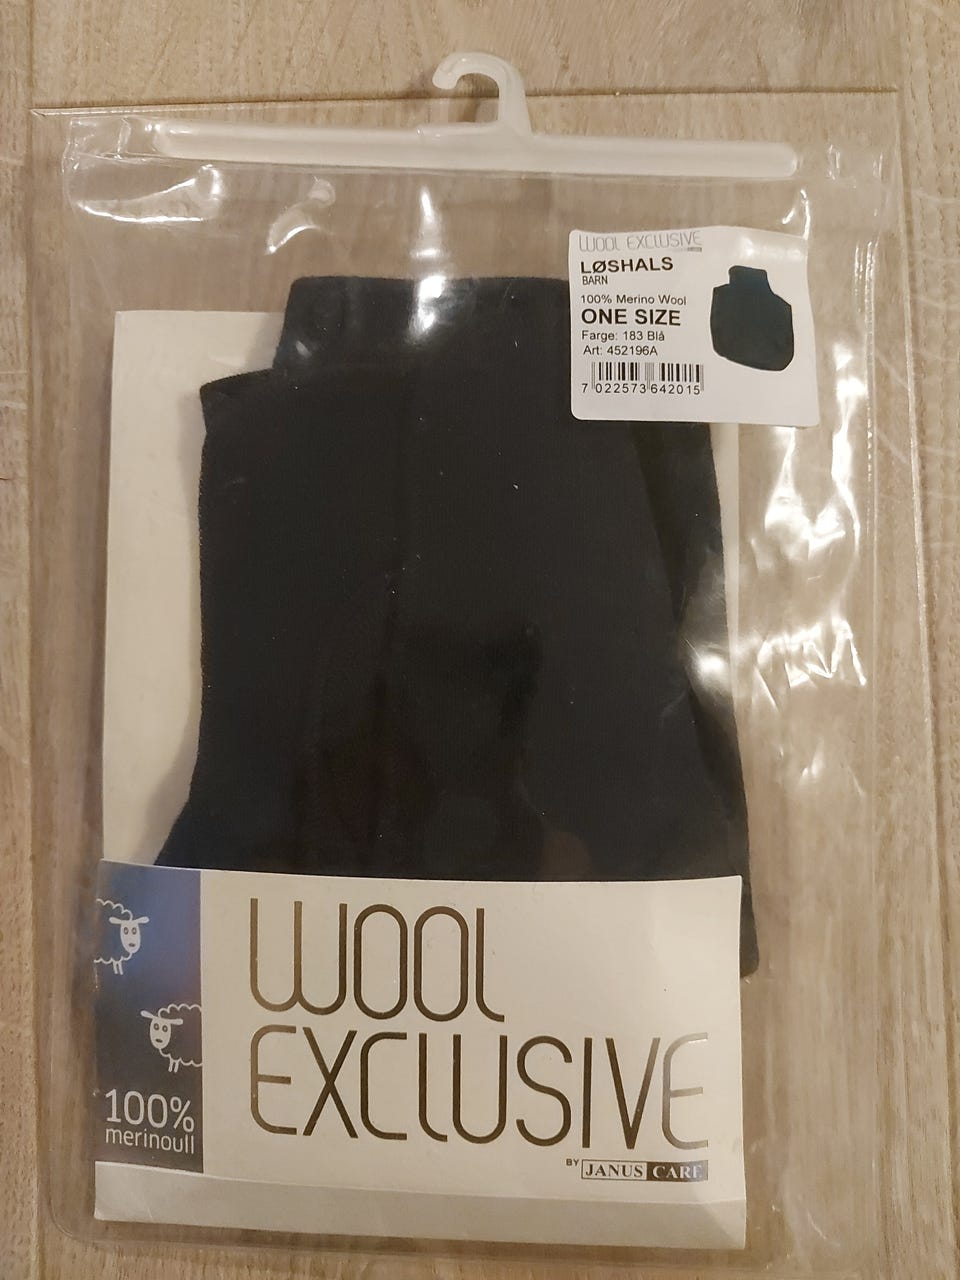 WOOL EXCLUSIVE
LØSHALS
BARN
100% Merino Wool
ONE SIZE
Farge: 183 Blå
Art: 452196A
7 022573 642015
WOOL
EXCLUSIVE
BY JANUS CARE
100%
merinoull